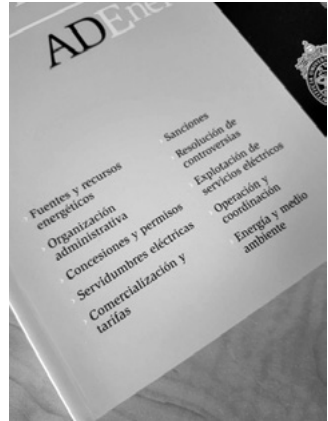 ADEner
Fuentes y recursos
energéticos
Organización
administrativa
Concesiones y permisos
Servidumbres eléctricas
Comercialización y
tarifas
Sanciones
Resolución de
controversias
Explotación de
servicios eléctricos
Operación y
coordinación
Energía y medio
ambiente